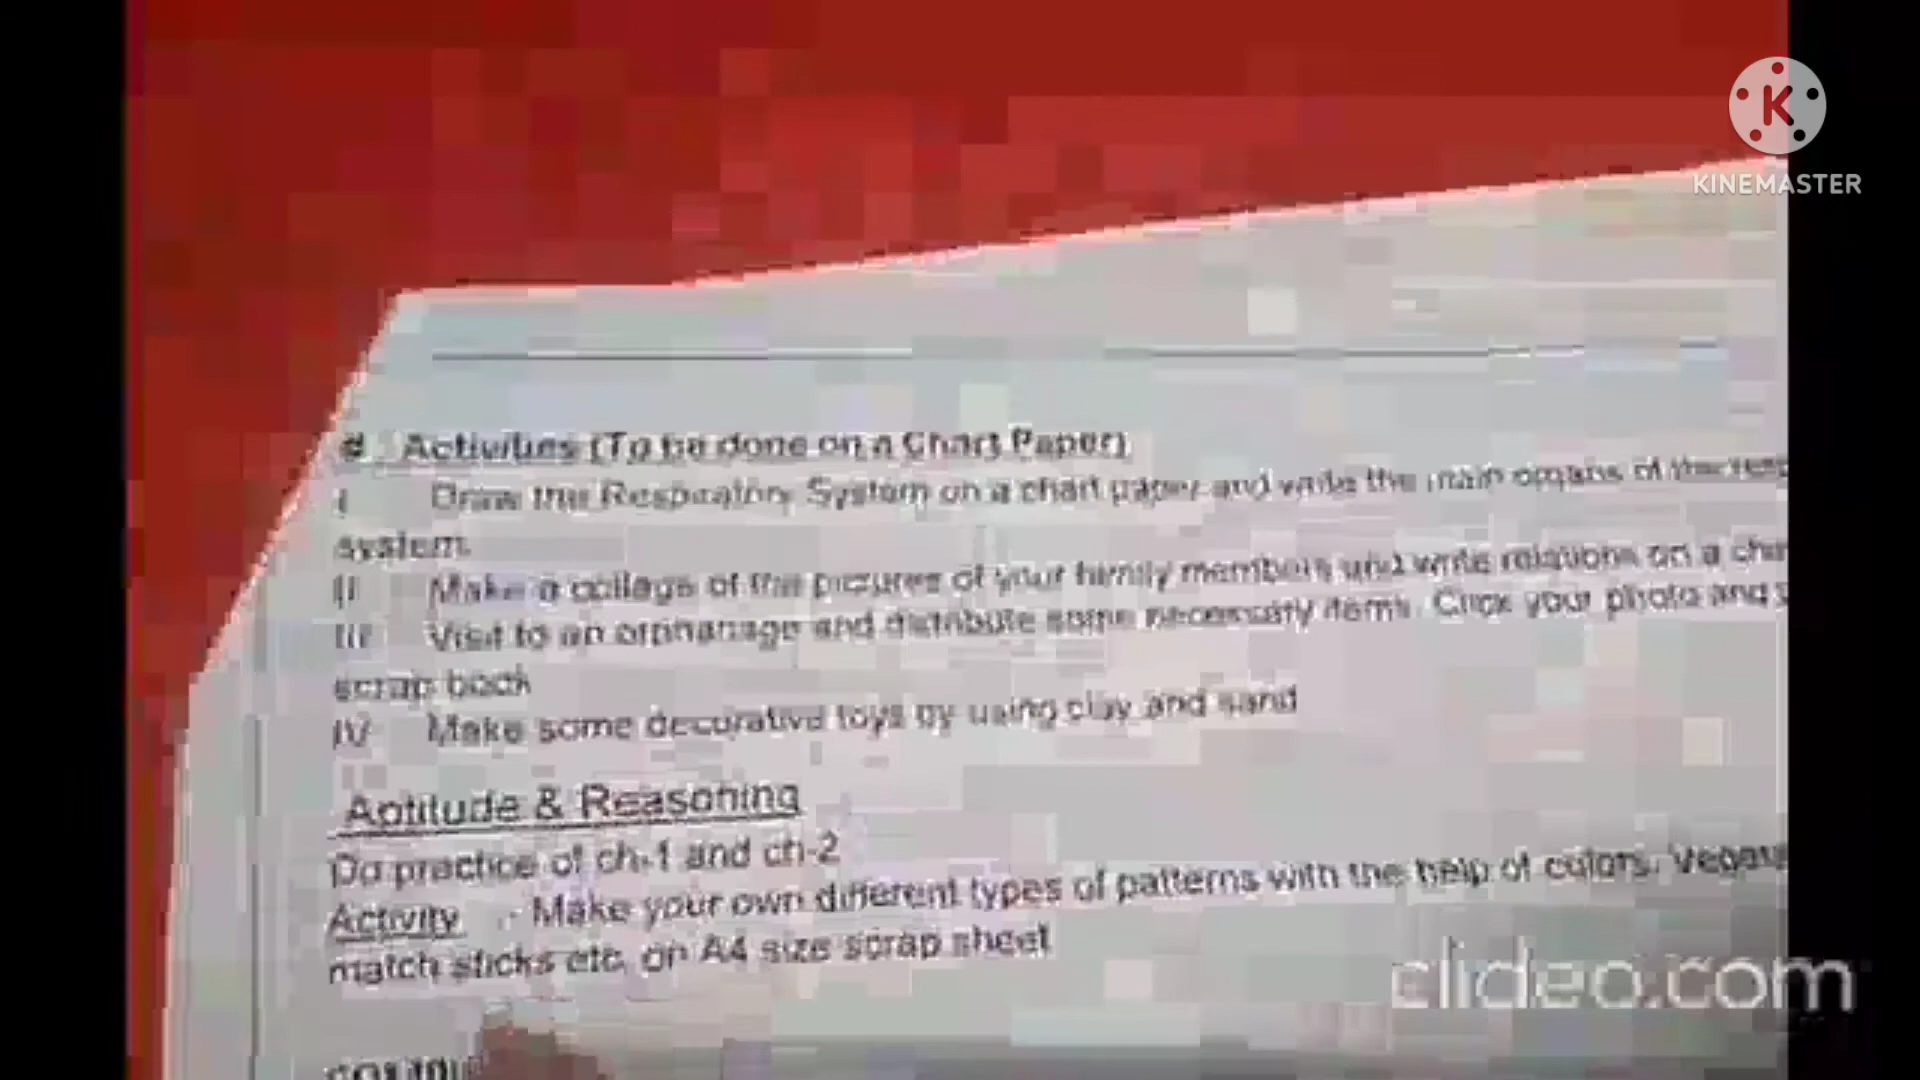 KINEMASTER
# Activities (To be done on a Chart Paper)
I Draw the Respiratory System on a chart paper and write the main organs of the
system.
II Make a collage of the pictures of your family members and write relations on a
III Visit to an orphanage and distribute some necessary items. Click your photo and
scrap book
IV Make some decorative toys by using clay and sand
Aptitude & Reasoning
Do practice of ch-1 and ch-2
Activity :- Make your own different types of patterns with the help of colors,
match sticks etc. on A4 size scrap sheet
clideo.com